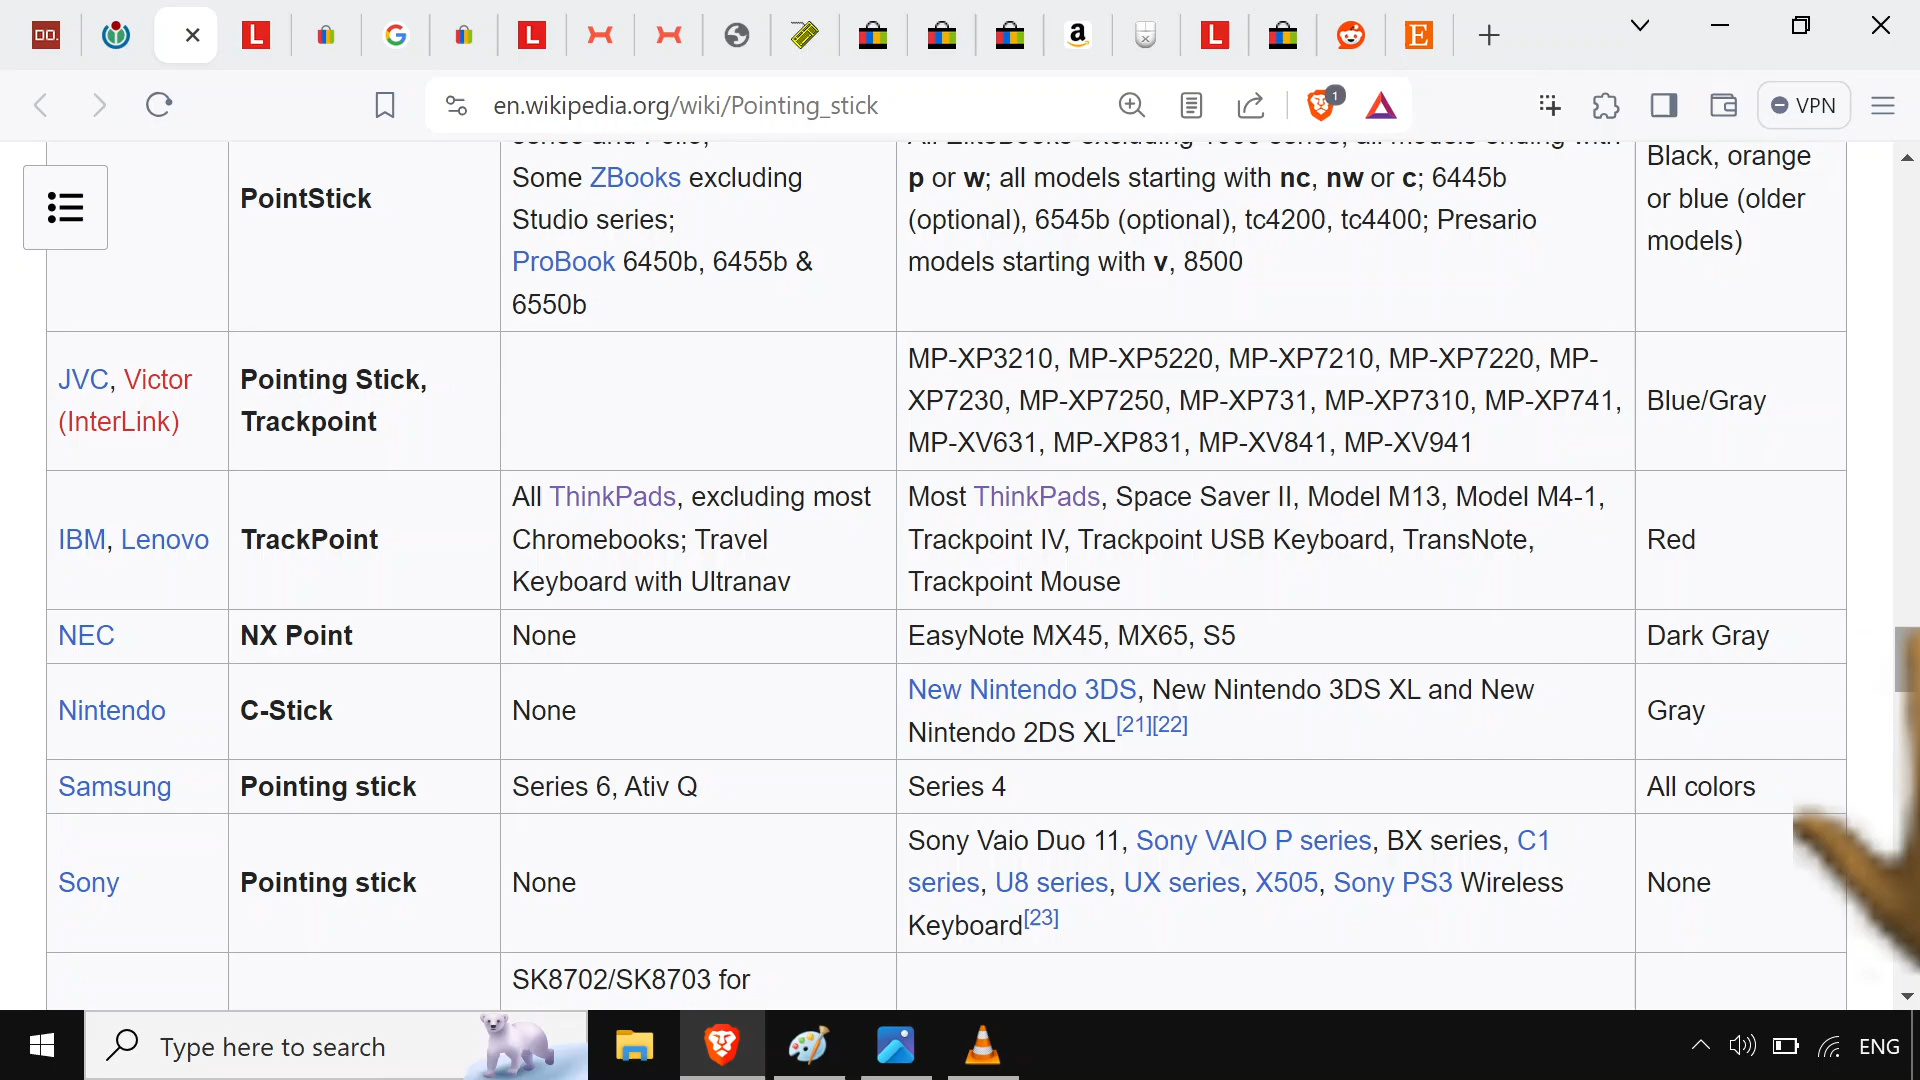 en.wikipedia.org/wiki/Pointing_stick
1
VPN
PointStick
Some ZBooks excluding
Studio series;
ProBook 6450b, 6455b &
6550b
p or w; all models starting with nc, nw or c; 6445b
(optional), 6545b (optional), tc4200, tc4400; Presario
models starting with v, 8500
Black, orange
or blue (older
models)
JVC, Victor
(InterLink)
Pointing Stick,
Trackpoint
MP-XP3210, MP-XP5220, MP-XP7210, MP-XP7220, MP-
XP7230, MP-XP7250, MP-XP731, MP-XP7310, MP-XP741,
MP-XV631, MP-XP831, MP-XV841, MP-XV941
Blue/Gray
IBM, Lenovo
TrackPoint
All ThinkPads, excluding most
Chromebooks; Travel
Keyboard with Ultranav
Most ThinkPads, Space Saver II, Model M13, Model M4-1,
Trackpoint IV, Trackpoint USB Keyboard, TransNote,
Trackpoint Mouse
Red
NEC
NX Point
None
EasyNote MX45, MX65, S5
Dark Gray
Nintendo
C-Stick
None
New Nintendo 3DS, New Nintendo 3DS XL and New
Nintendo 2DS XL[21][22]
Gray
Samsung
Pointing stick
Series 6, Ativ Q
Series 4
All colors
Sony
Pointing stick
None
Sony Vaio Duo 11, Sony VAIO P series, BX series, C1
series, U8 series, UX series, X505, Sony PS3 Wireless
Keyboard[23]
None
SK8702/SK8703 for
Type here to search
ENG